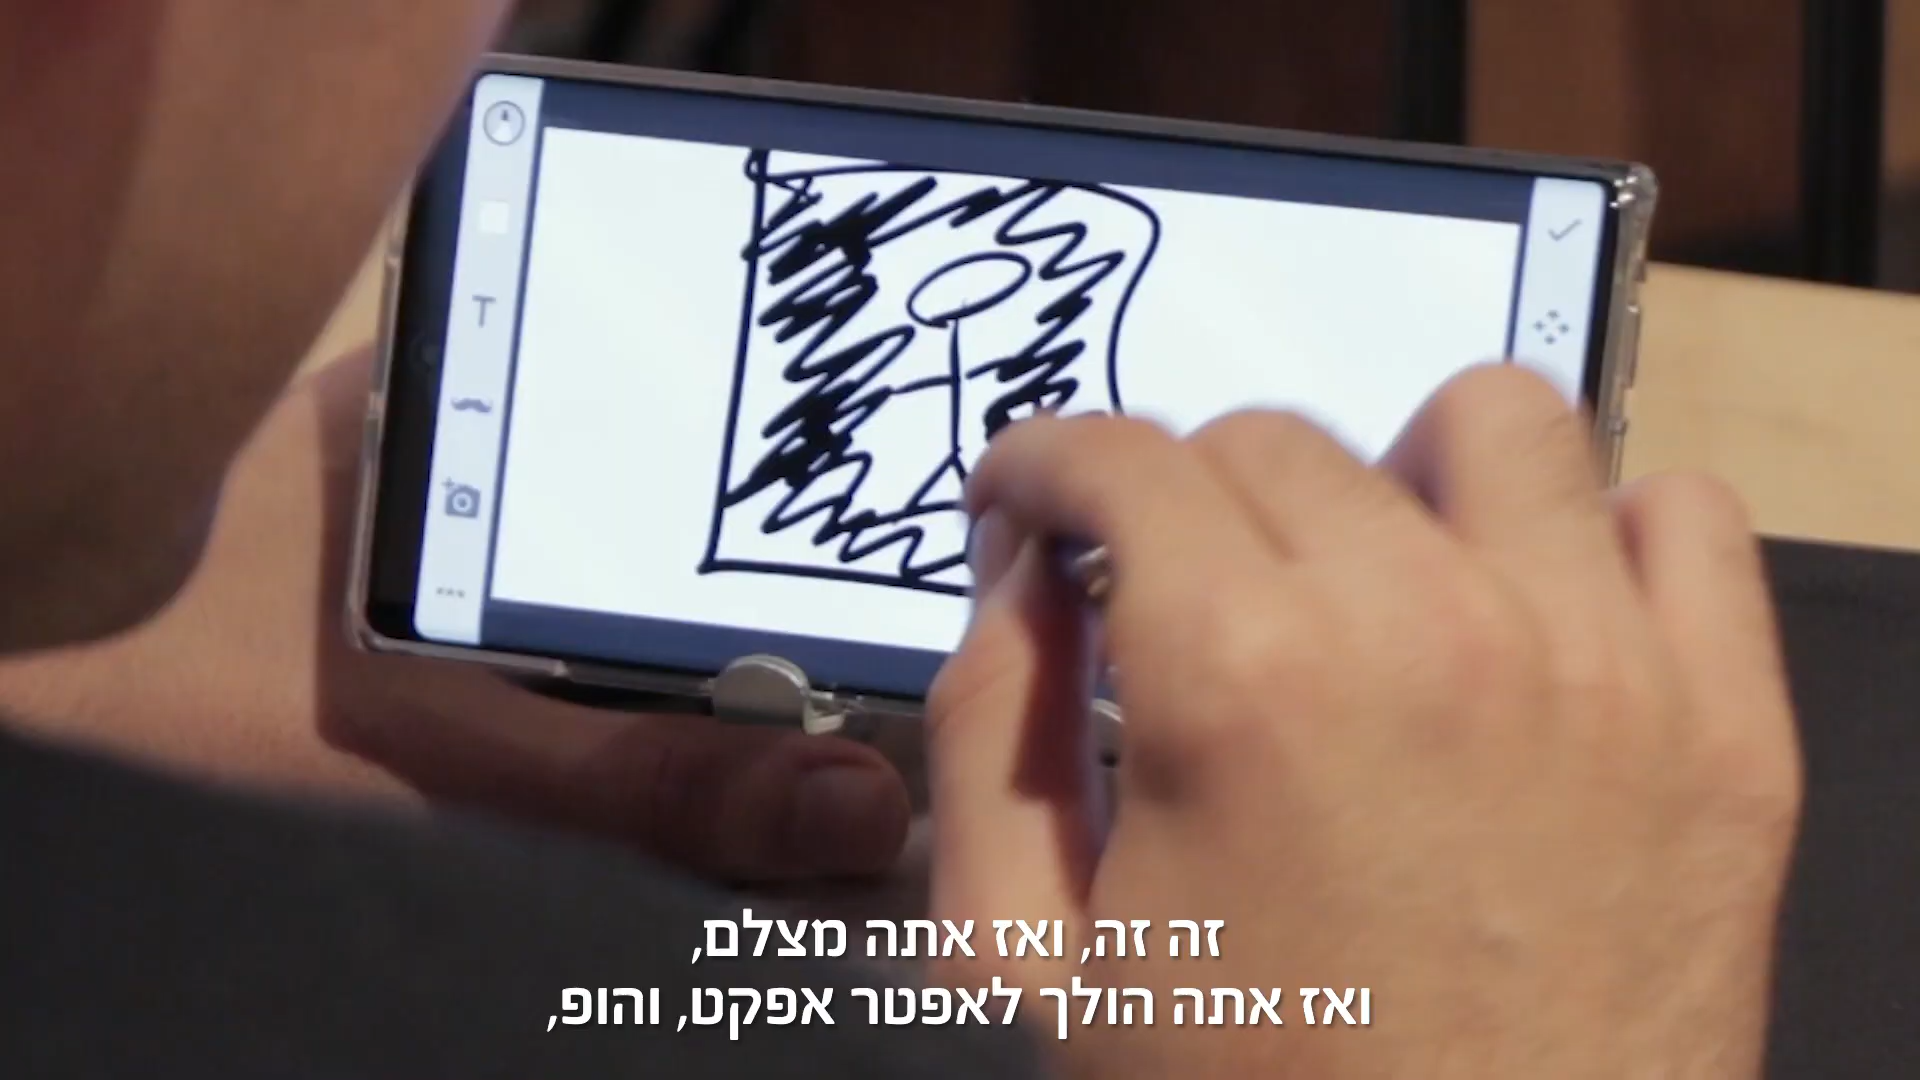 T
זה זה, ואז אתה מצלם,
ואז אתה הולך לאפטר אפקט, והופ,